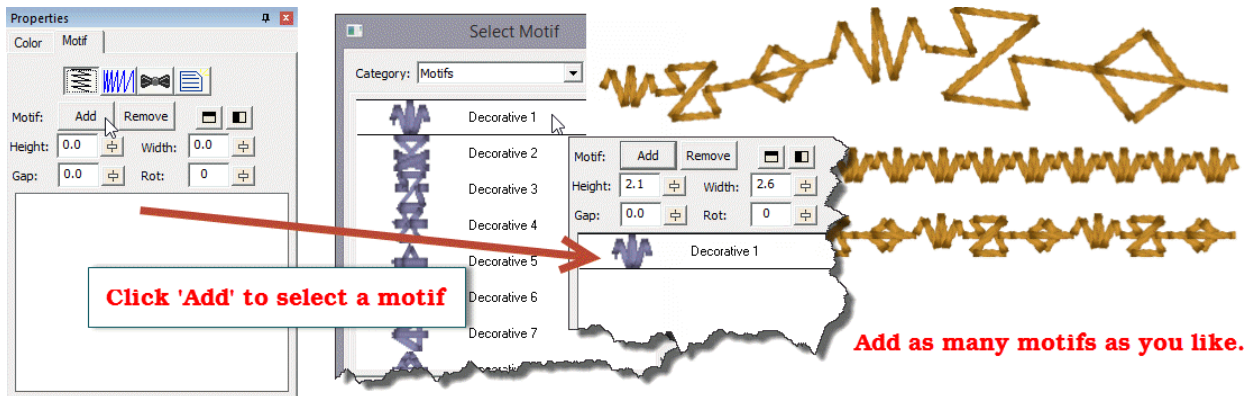 Properties
Color Motif
Motif: Add Remove
Height: 0.0 Width: 0.0
Gap: 0.0 Rot: 0
Select Motif
Category: Motifs
Decorative 1
Decorative 2
Decorative 3
Decorative 4
Decorative 5
Decorative 6
Decorative 7
Motif: Add Remove
Height: 2.1 Width: 2.6
Gap: 0.0 Rot: 0
Decorative 1
Click 'Add' to select a motif
Add as many motifs as you like.